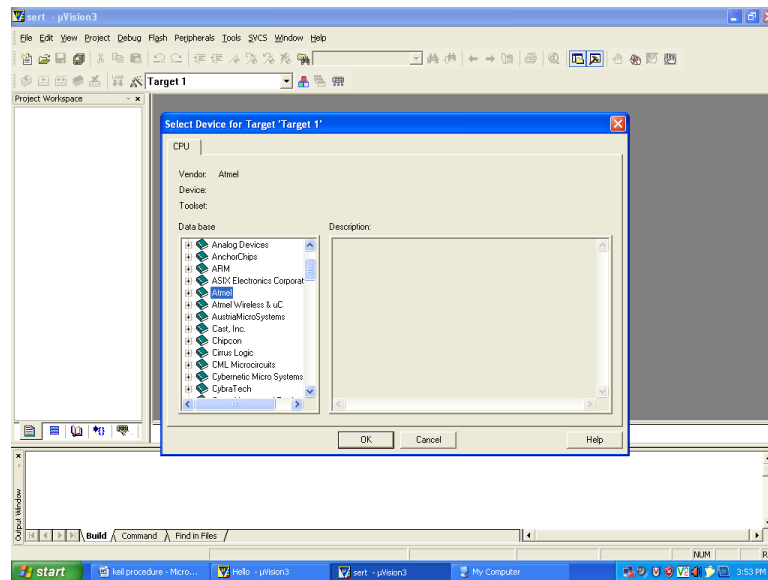 sert - µVision3
File Edit View Project Debug Flash Peripherals Tools SVCS Window Help
Target 1
Project Workspace
Select Device for Target 'Target 1'
CPU
Vendor: Atmel
Device:
Toolset:
Data base
Description:
Analog Devices
AnchorChips
ARM
ASIX Electronics Corporat
Atmel
Atmel Wireless & uC
AustriaMicroSystems
Cast, Inc.
Chipcon
Cirrus Logic
CML Microcircuits
Cybernetic Micro Systems
CybraTech
OK Cancel Help
Output Window
Build Command Find in Files
NUM R
start keil procedure - Micro... Hello - µVision3 sert - µVision3 My Computer 3:53 PM